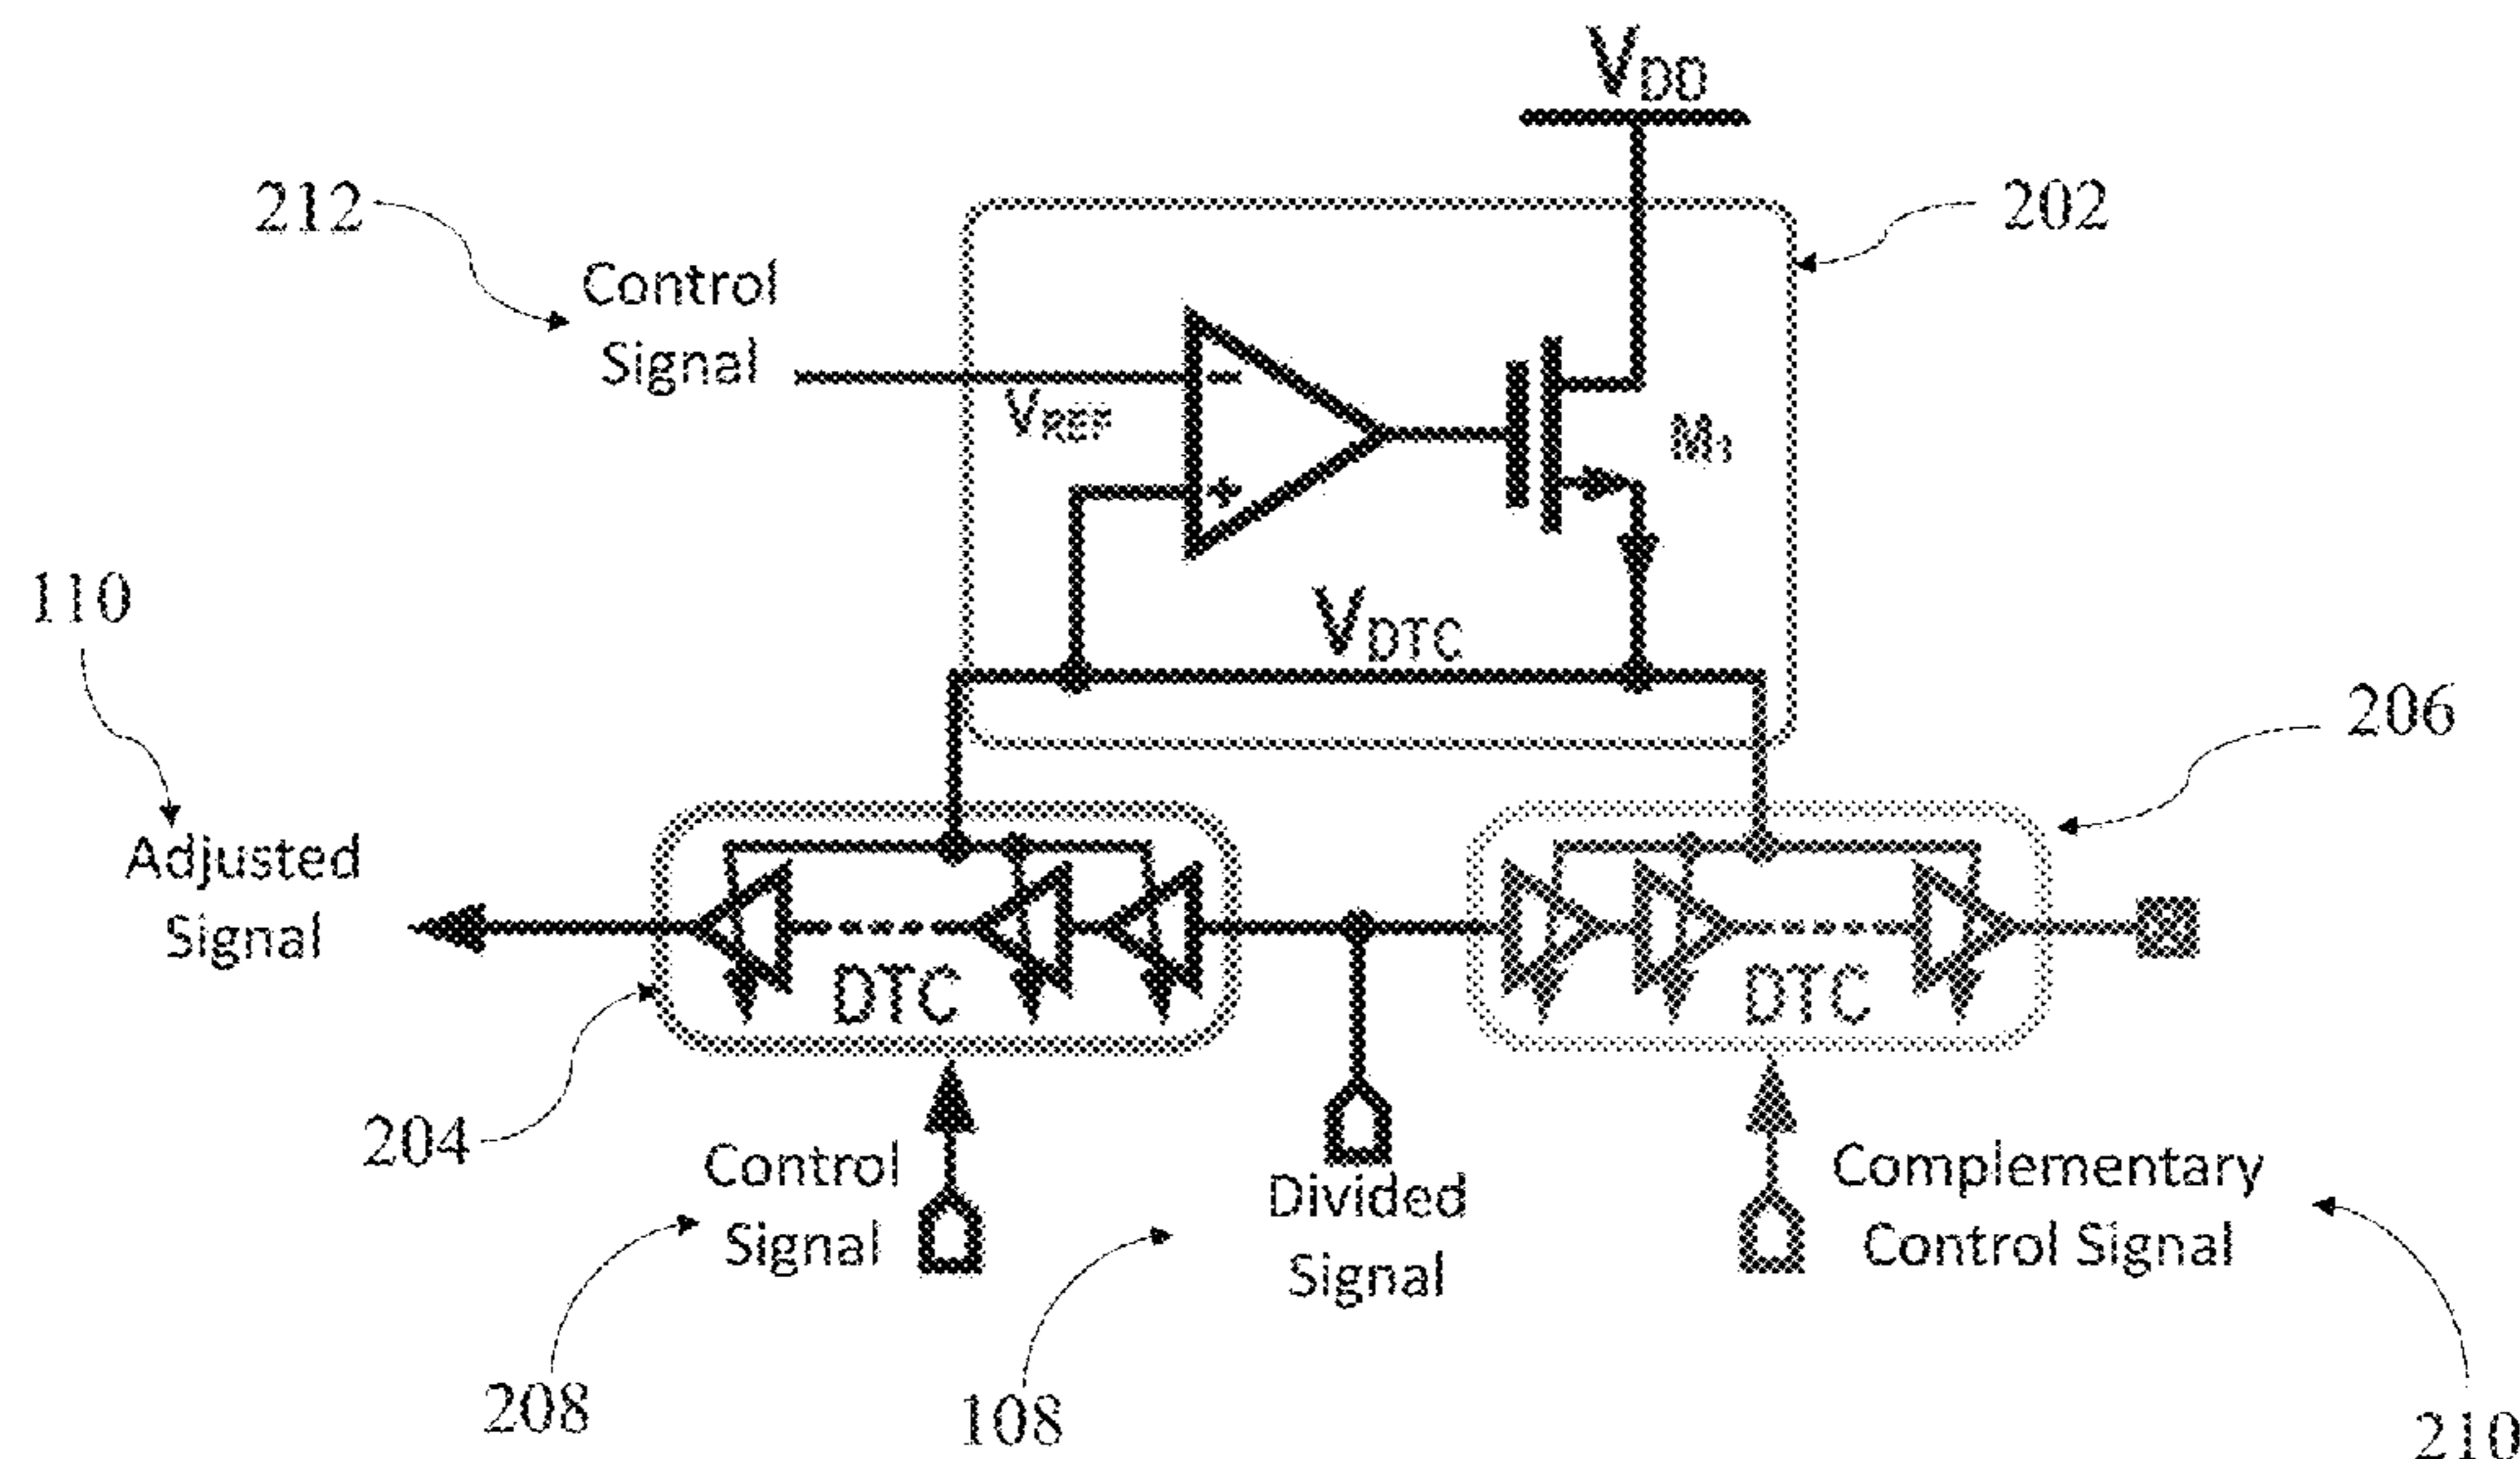 VDD
212
202
Control
Signal
VREF
M1
110
VDTC
206
Adjusted
Signal
DTC
DTC
204
Control
Signal
Divided
Signal
Complementary
Control Signal
208
108
210